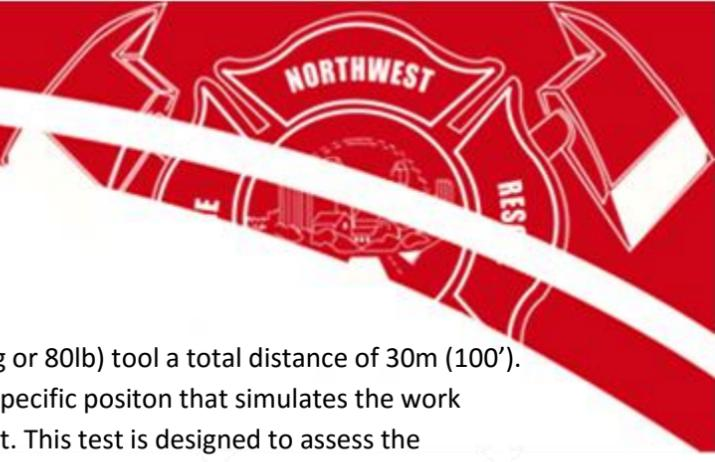 NORTHWEST
RESC
g or 80lb) tool a total distance of 30m (100’).
pecific positon that simulates the work
t. This test is designed to assess the